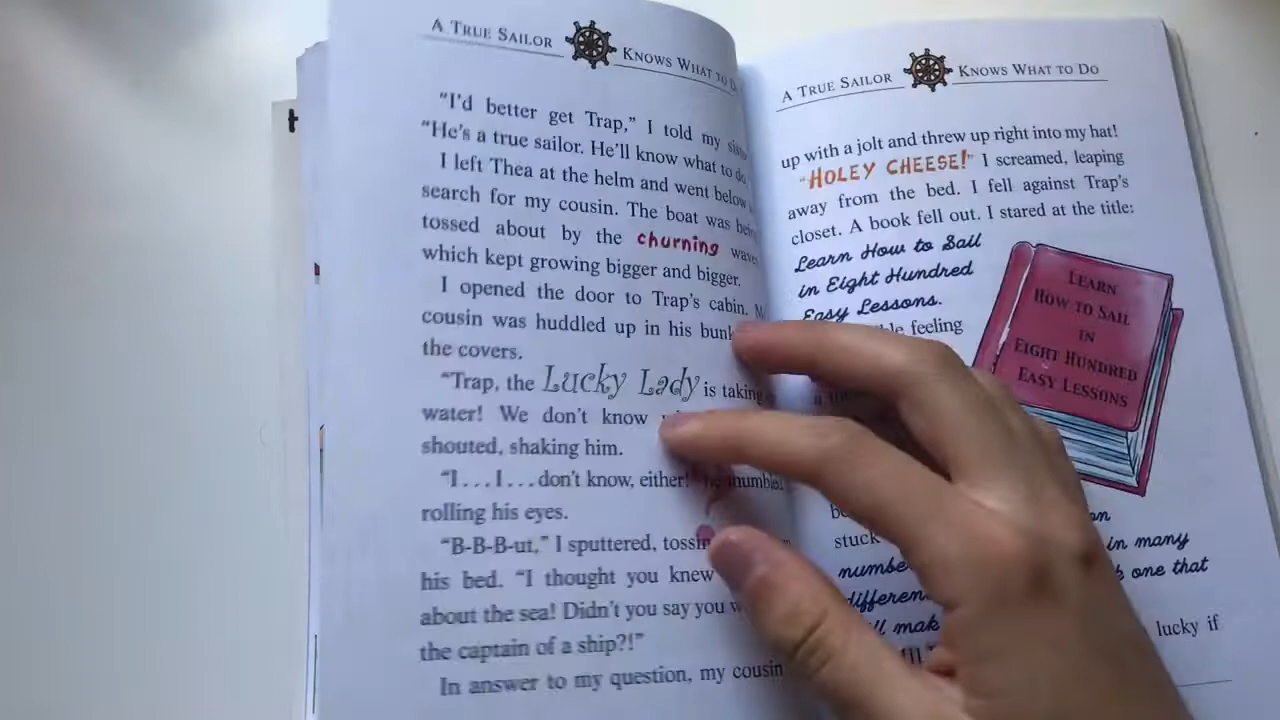 A TRUE SAILOR KNOWS WHAT TO
"I'd better get Trap," I told my
"He's a true sailor. He'll know what to do
I left Thea at the helm and went below
search for my cousin. The boat was
tossed about by the churning
which kept growing bigger and bigger.
I opened the door to Trap's cabin.
cousin was huddled up in his bunk
the covers.
"Trap, the Lucky Lady is taking
water! We don't know
shouted, shaking him.
"I...I...don't know, either!"
rolling his eyes.
"B-B-B-ut," I sputtered,
his bed. "I thought you knew
about the sea! Didn't you say you
the captain of a ship?!"
In answer to my question, my cousin
A TRUE SAILOR KNOWS WHAT TO DO
up with a jolt and threw up right into my hat!
"HOLEY CHEESE!" I screamed, leaping
away from the bed. I fell against Trap's
closet. A book fell out. I stared at the title:
Learn How to Sail
in Eight Hundred
Easy Lessons.
feeling
LEARN
HOW TO SAIL
IN
EIGHT HUNDRED
EASY LESSONS
stuck
in many
one that
lucky if